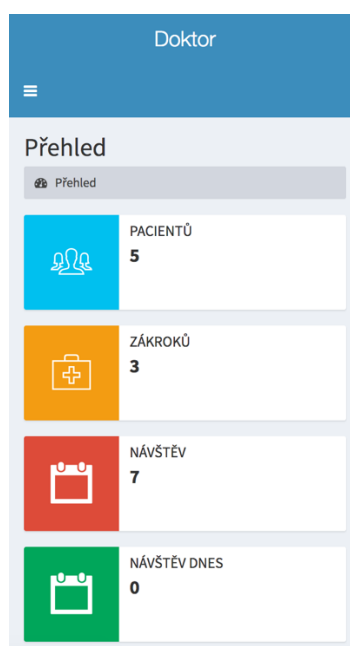 Doktor
Přehled
Přehled
PACIENTŮ
5
ZÁKROKŮ
3
NÁVŠTĚV
7
NÁVŠTĚV DNES
0